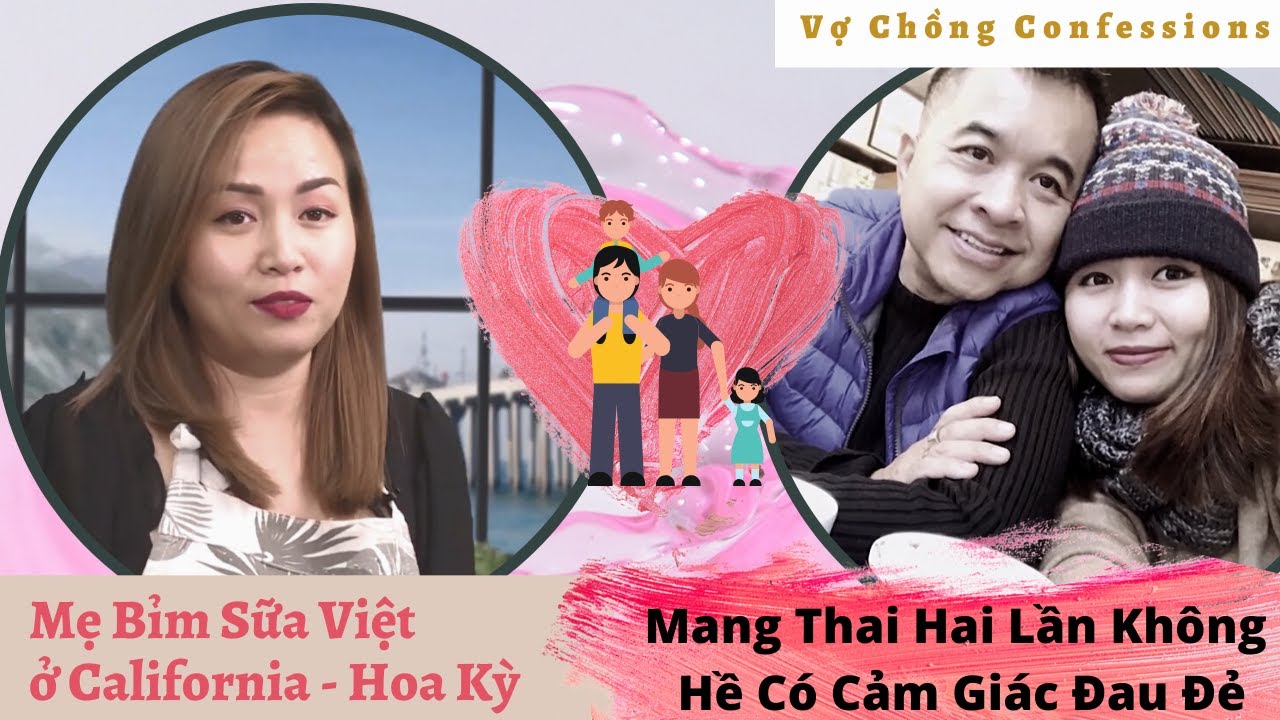 Vợ Chồng Confessions
Mẹ Bỉm Sữa Việt
ở California - Hoa Kỳ
Mang Thai Hai Lần Không
Hề Có Cảm Giác Đau Đẻ